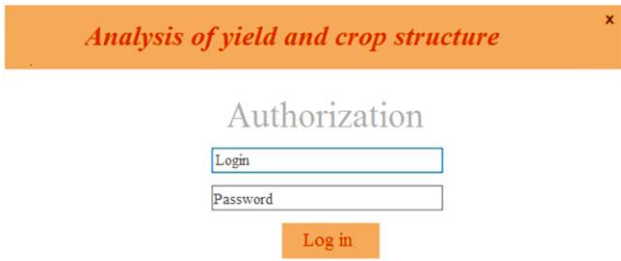 x
Analysis of yield and crop structure
Authorization
Login
Password
Log in